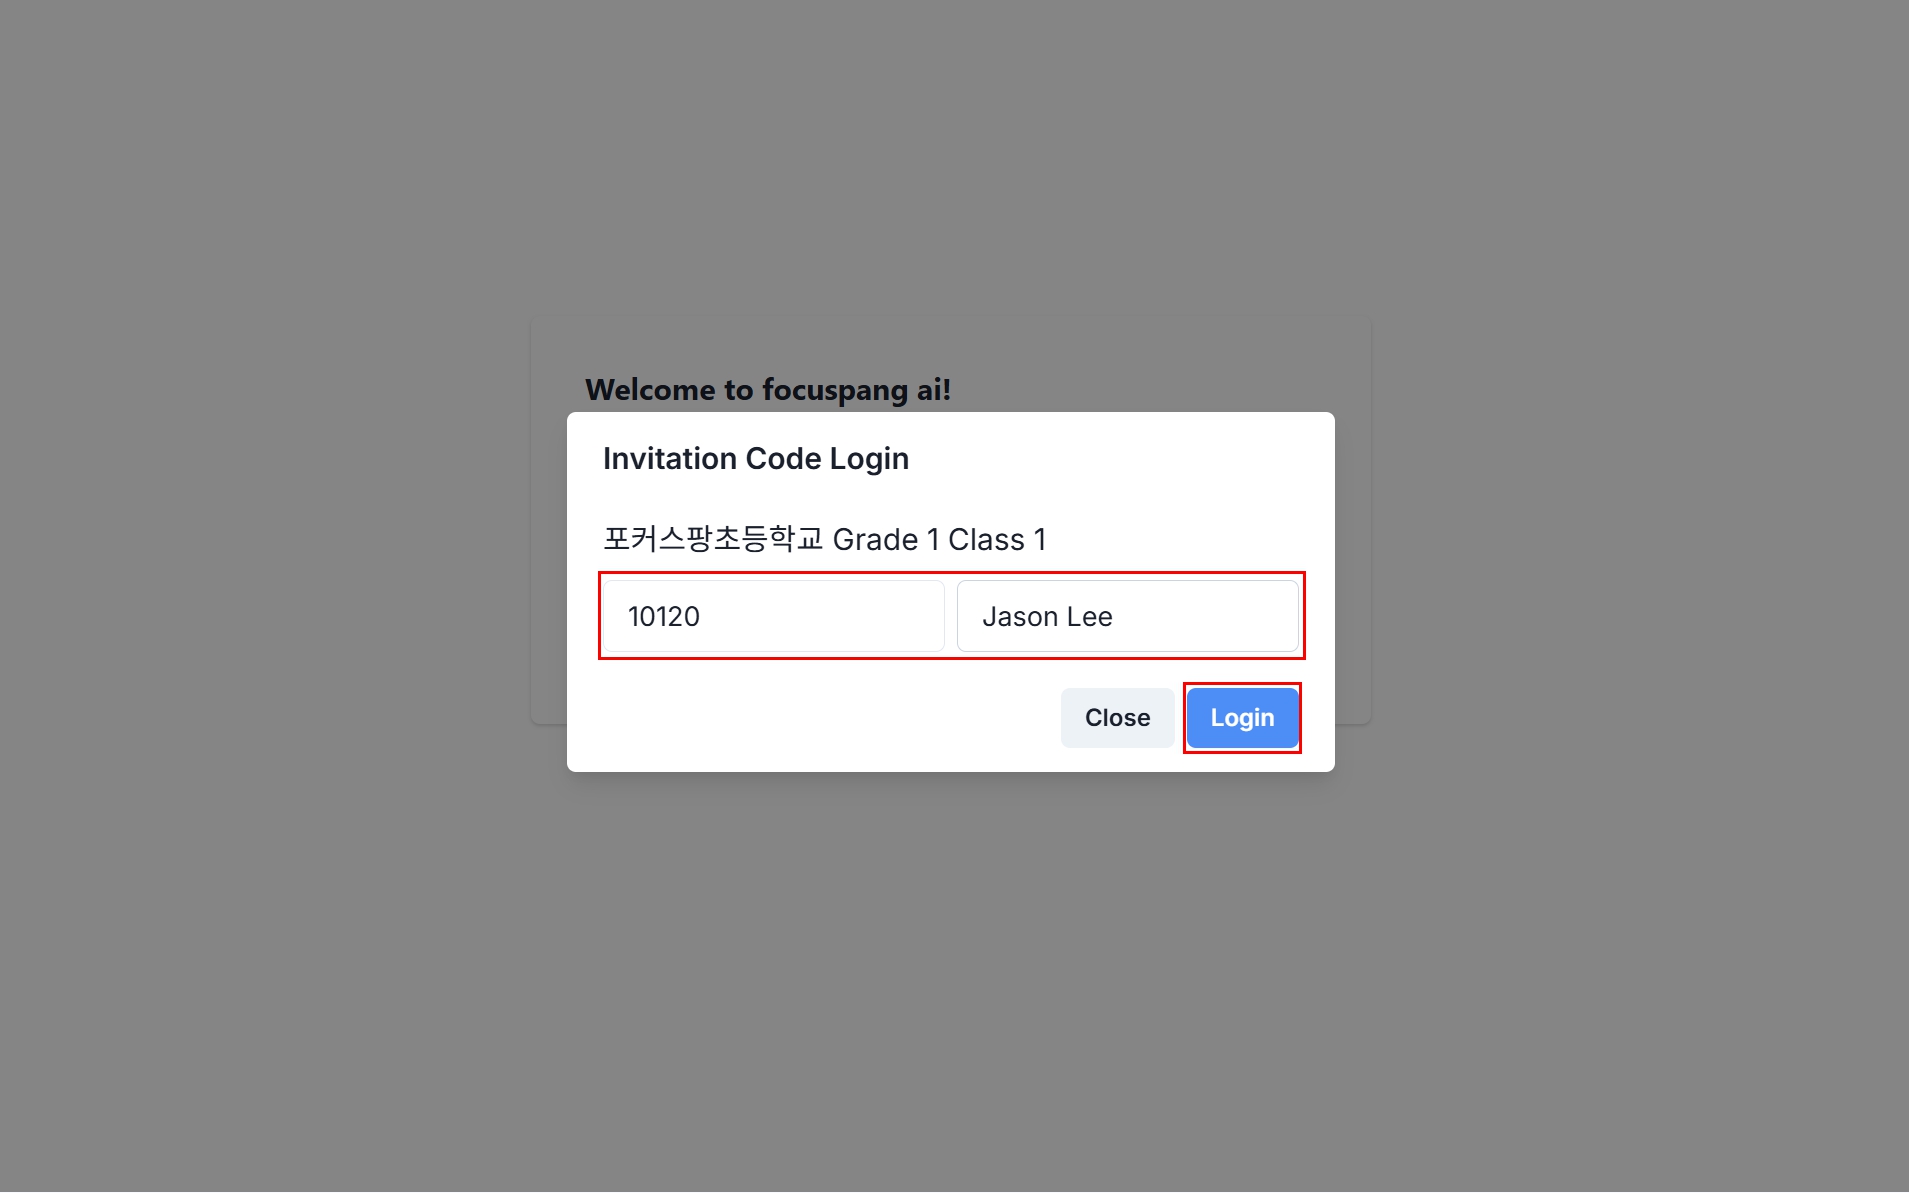 Welcome to focuspang ai!
Invitation Code Login
포커스팡초등학교 Grade 1 Class 1
10120 Jason Lee
Close Login